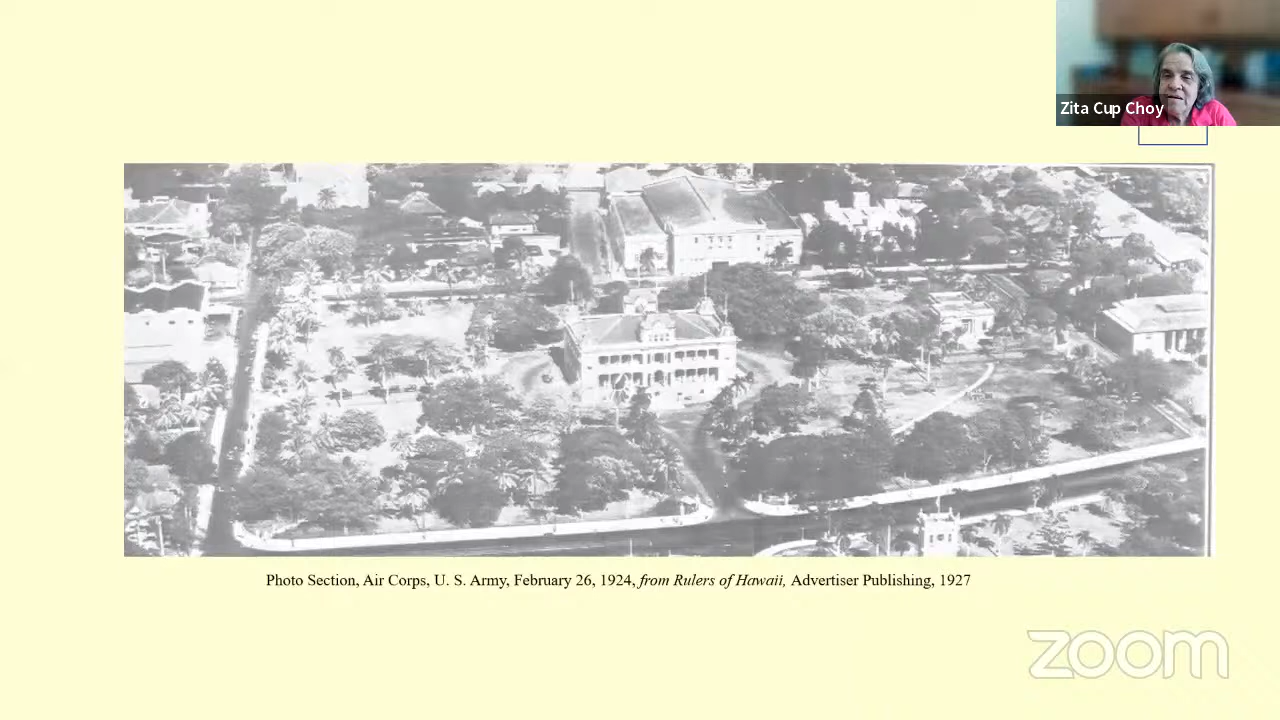 Zita Cup Choy
Photo Section, Air Corps, U. S. Army, February 26, 1924, from Rulers of Hawaii, Advertiser Publishing, 1927
zoom